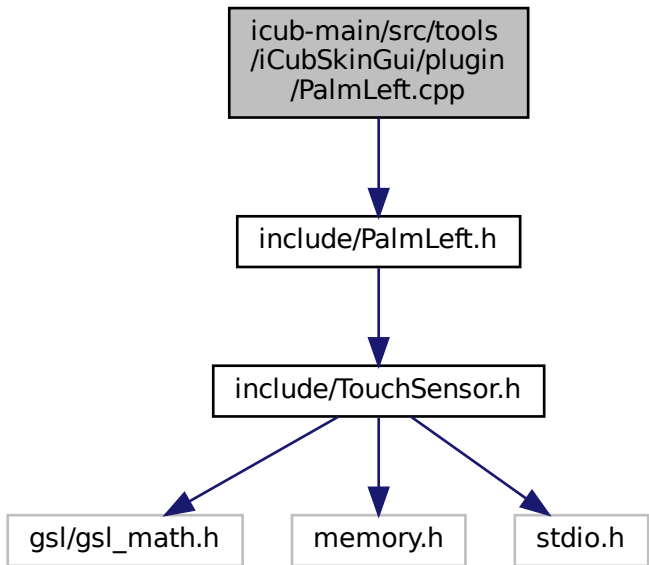 icub-main/src/tools
/iCubSkinGui/plugin
/PalmLeft.cpp
include/PalmLeft.h
include/TouchSensor.h
gsl/gsl_math.h
memory.h
stdio.h